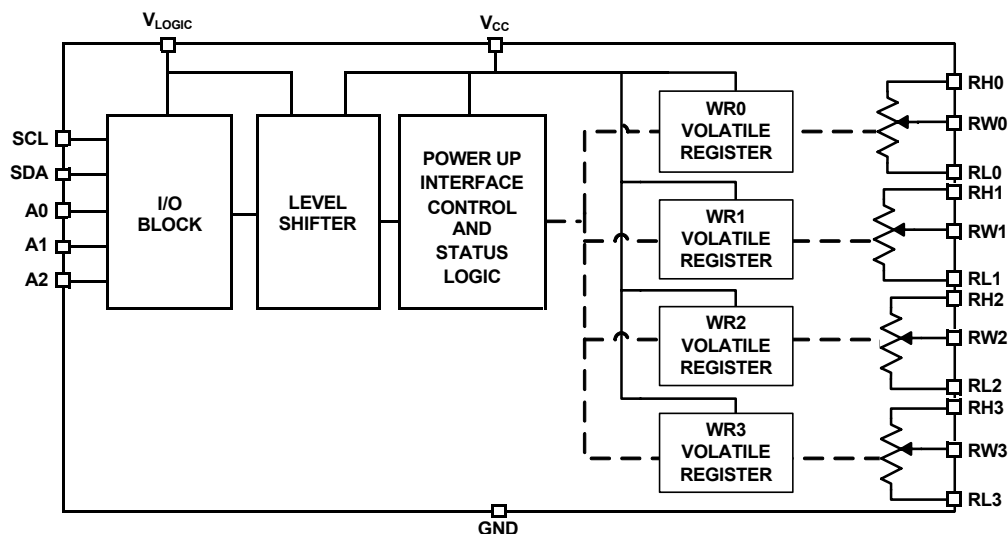 VLOGIC
VCC
SCL
SDA
A0
A1
A2
I/O
BLOCK
LEVEL
SHIFTER
POWER UP
INTERFACE
CONTROL
AND
STATUS
LOGIC
WR0
VOLATILE
REGISTER
WR1
VOLATILE
REGISTER
WR2
VOLATILE
REGISTER
WR3
VOLATILE
REGISTER
RH0
RW0
RL0
RH1
RW1
RL1
RH2
RW2
RL2
RH3
RW3
RL3
GND